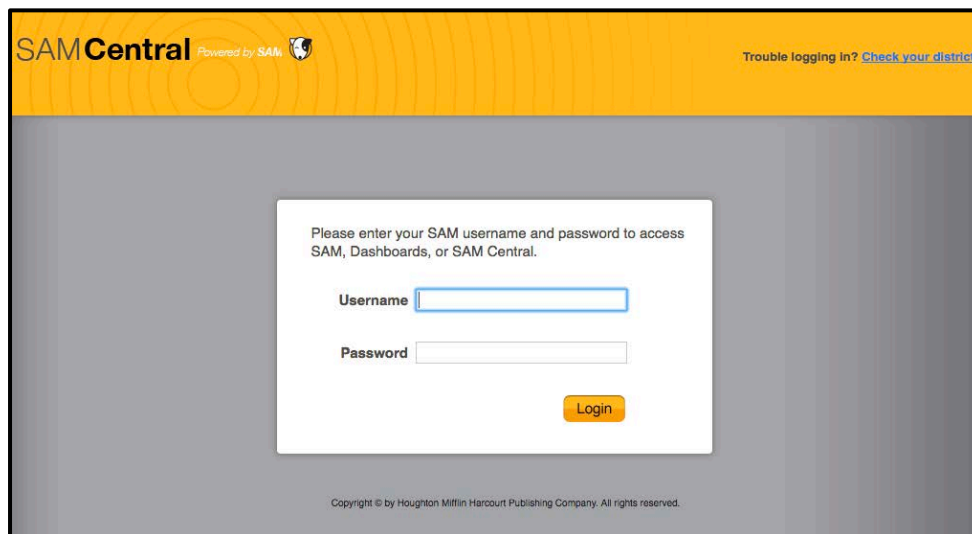 SAM Central Powered by SAM
Trouble logging in? Check your district
Please enter your SAM username and password to access
SAM, Dashboards, or SAM Central.
Username
Password
Login
Copyright © by Houghton Mifflin Harcourt Publishing Company. All rights reserved.